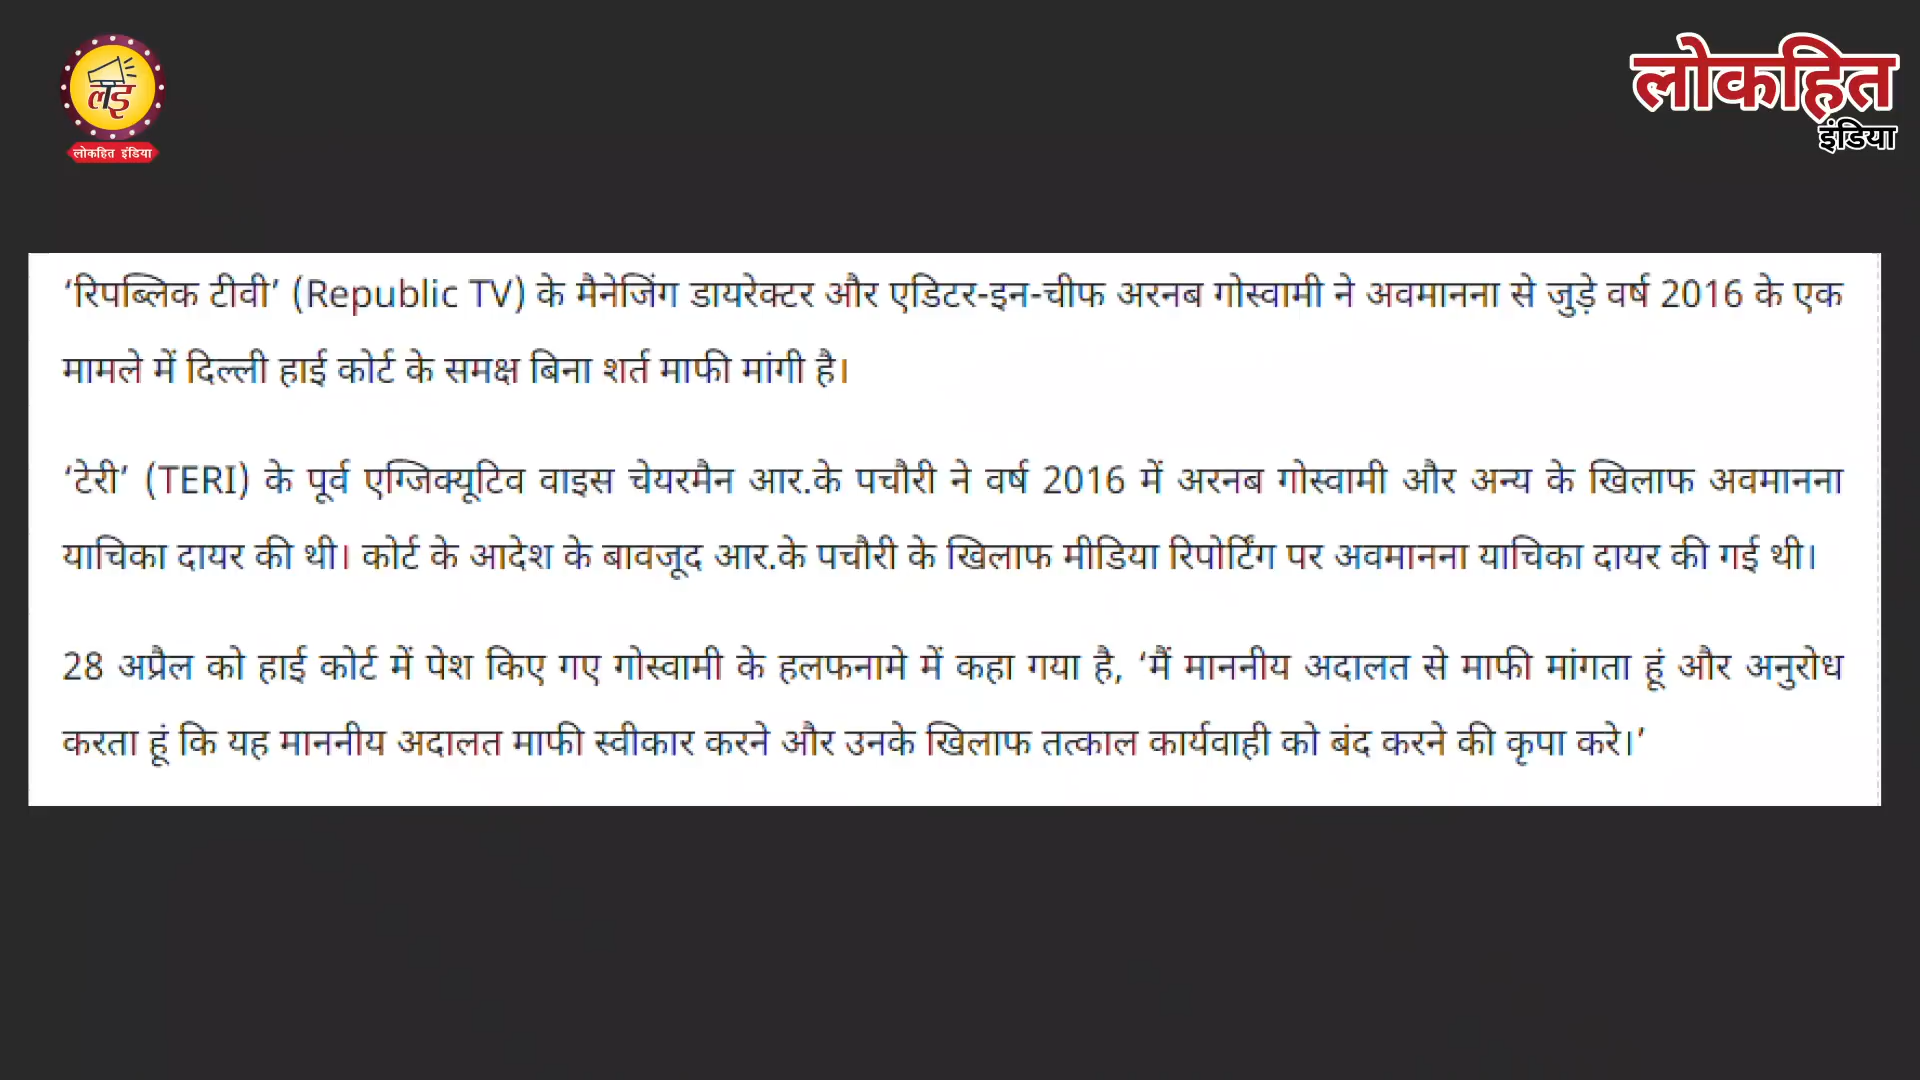 लइ
लोकहित इंडिया
लोकहित
इंडिया
‘रिपब्लिक टीवी’ (Republic TV) के मैनेजिंग डायरेक्टर और एडिटर-इन-चीफ अरनब गोस्वामी ने अवमानना से जुड़े वर्ष 2016 के एक
मामले में दिल्ली हाई कोर्ट के समक्ष बिना शर्त माफी मांगी है।
‘टेरी’ (TERI) के पूर्व एग्जिक्यूटिव वाइस चेयरमैन आर.के पचौरी ने वर्ष 2016 में अरनब गोस्वामी और अन्य के खिलाफ अवमानना
याचिका दायर की थी। कोर्ट के आदेश के बावजूद आर.के पचौरी के खिलाफ मीडिया रिपोर्टिंग पर अवमानना याचिका दायर की गई थी।
28 अप्रैल को हाई कोर्ट में पेश किए गए गोस्वामी के हलफनामे में कहा गया है, ‘मैं माननीय अदालत से माफी मांगता हूं और अनुरोध
करता हूं कि यह माननीय अदालत माफी स्वीकार करने और उनके खिलाफ तत्काल कार्यवाही को बंद करने की कृपा करे।’